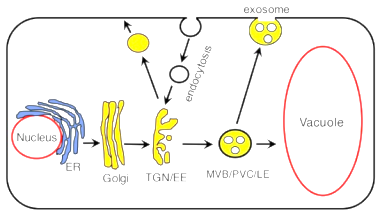 exosome
endocytosis
Nucleus
ER
Golgi
TGN/EE
MVB/PVC/LE
Vacuole